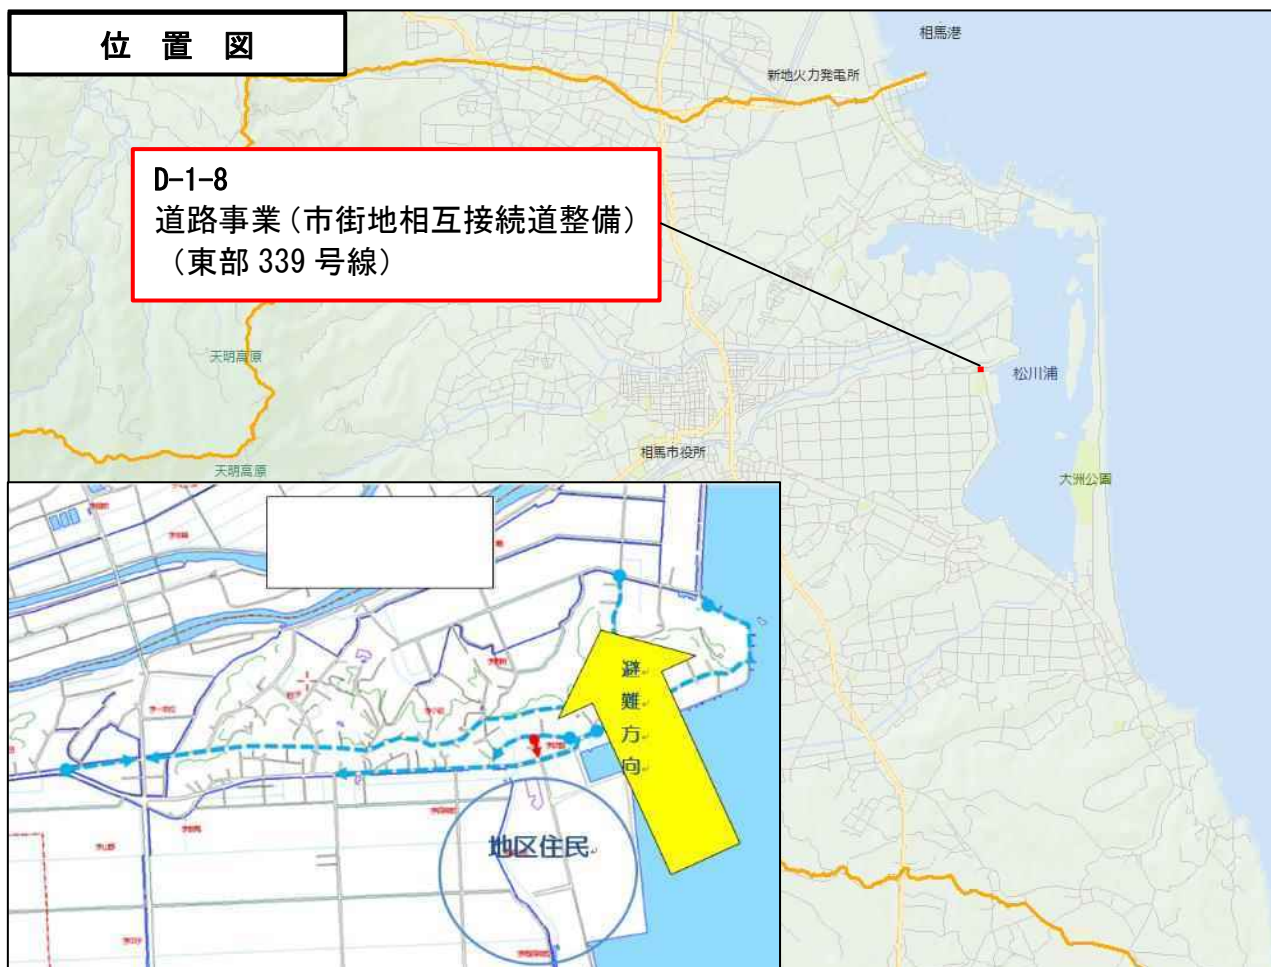 位 置 図
相馬港
新地火力発電所
D-1-8
道路事業（市街地相互接続道整備）
（東部 339 号線）
天明高原
松川浦
相馬市役所
天明高原
大洲公園
避難方向
地区住民